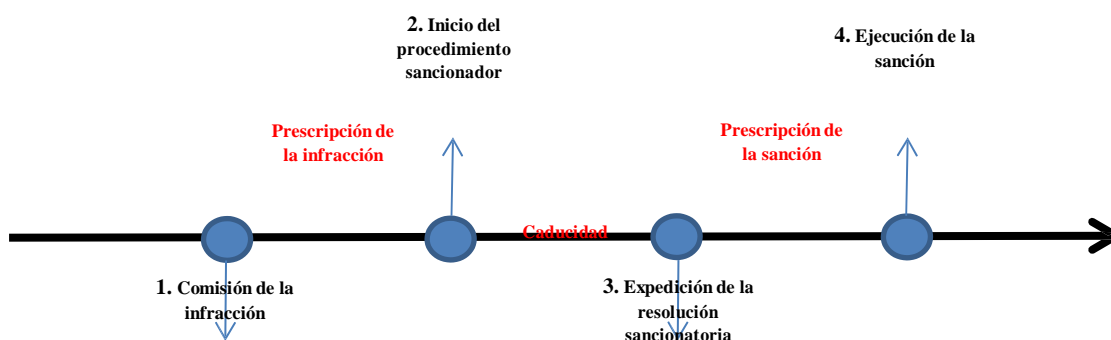 2. Inicio del
procedimiento
sancionador
4. Ejecución de la
sanción
Prescripción de
la infracción
Prescripción de
la sanción
Caducidad
1. Comisión de la
infracción
3. Expedición de la
resolución
sancionatoria